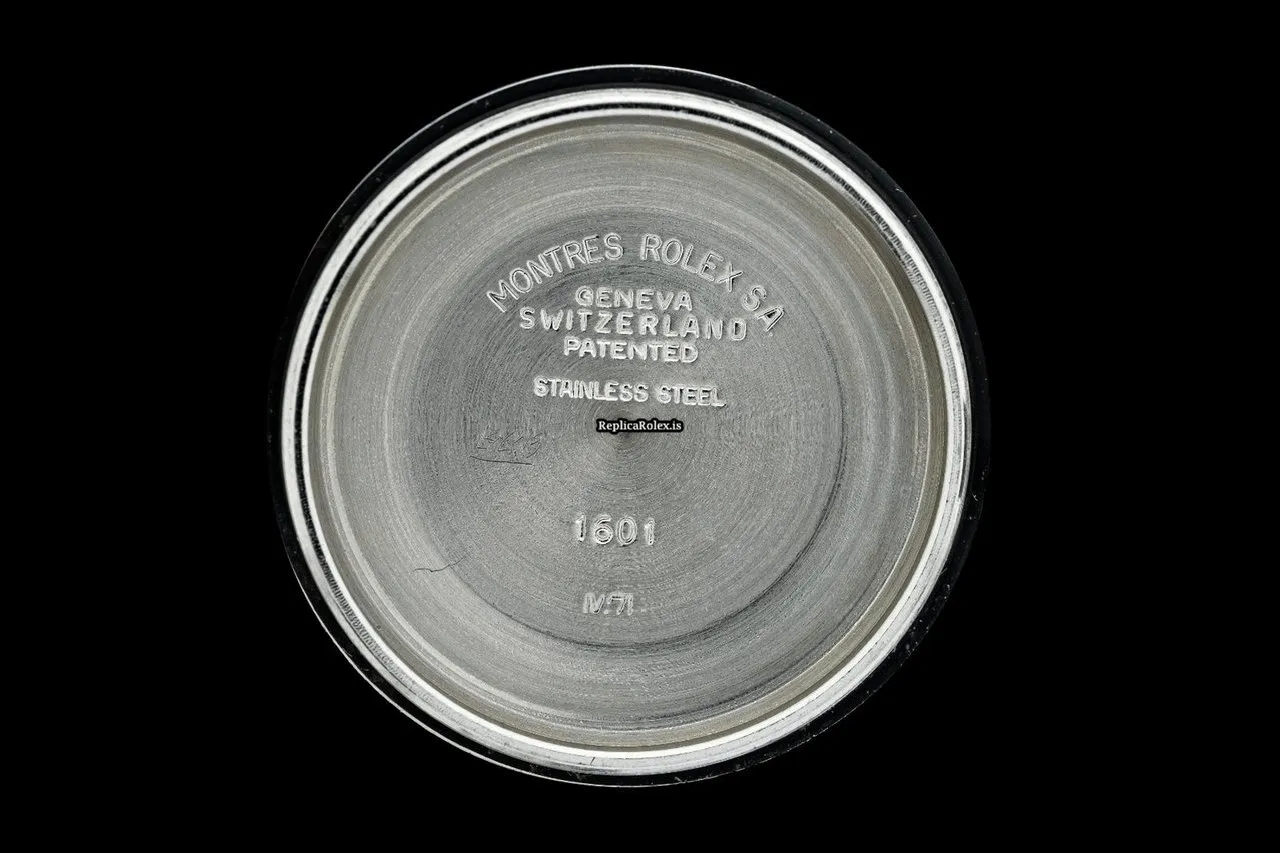 MONTRES ROLEX SA
GENEVA
SWITZERLAND
PATENTED
STAINLESS STEEL
ReplicaRolex.is
1601
IV.71